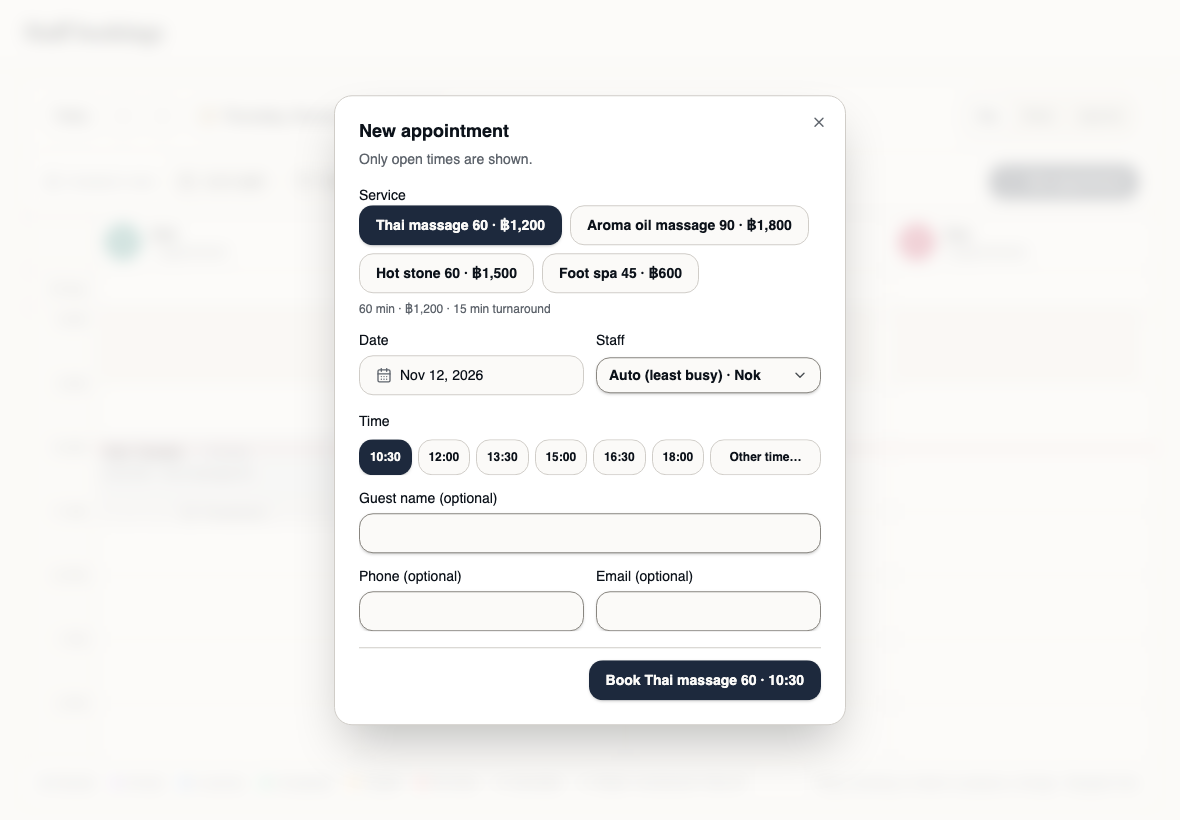 New appointment
Only open times are shown.
Service
Thai massage 60 · ฿1,200
Aroma oil massage 90 · ฿1,800
Hot stone 60 · ฿1,500
Foot spa 45 · ฿600
60 min · ฿1,200 · 15 min turnaround
Date
Staff
Nov 12, 2026
Auto (least busy) · Nok
Time
10:30
12:00
13:30
15:00
16:30
18:00
Other time…
Guest name (optional)
Phone (optional)
Email (optional)
Book Thai massage 60 · 10:30